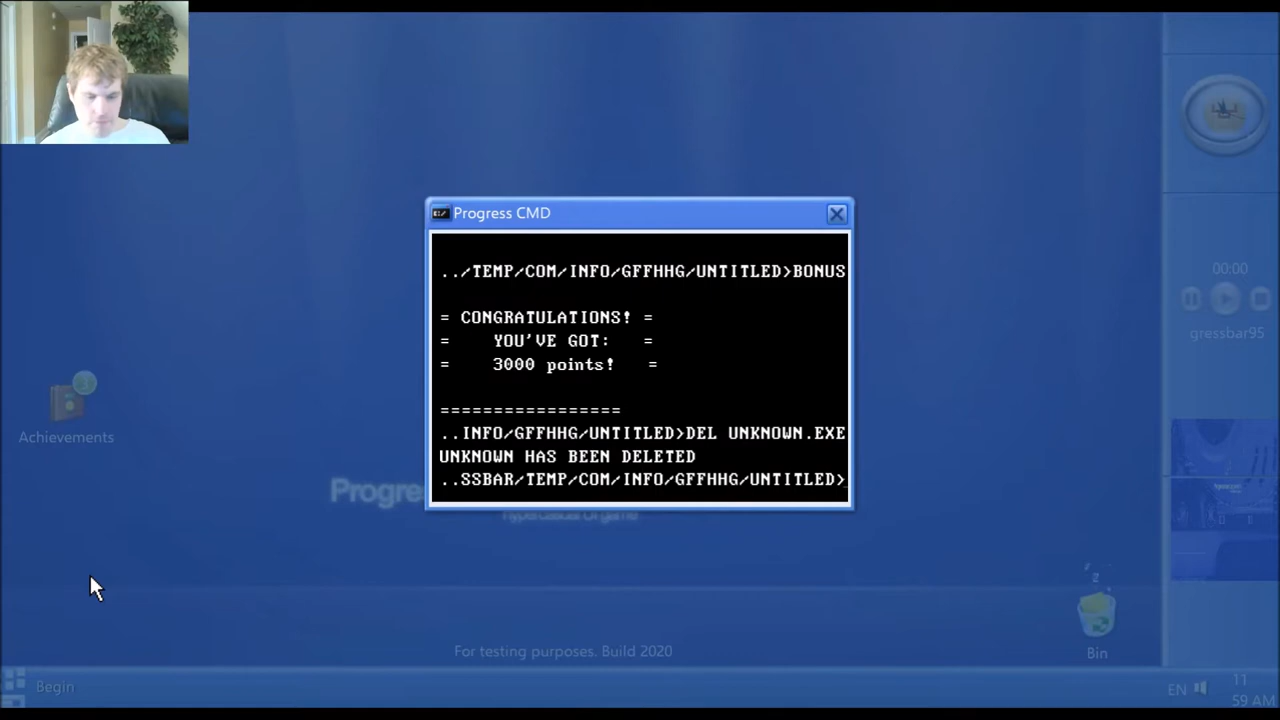 Progress CMD
../TEMP/COM/INFO/GFFHHG/UNTITLED>BONUS
= CONGRATULATIONS! =
= YOU'VE GOT: =
= 3000 points! =
=================
..INFO/GFFHHG/UNTITLED>DEL UNKNOWN.EXE
UNKNOWN HAS BEEN DELETED
..SSBAR/TEMP/COM/INFO/GFFHHG/UNTITLED>_
00:00
gressbar95
3
Achievements
Progre
For testing purposes. Build 2020
Bin
Begin
EN
11
59 AM